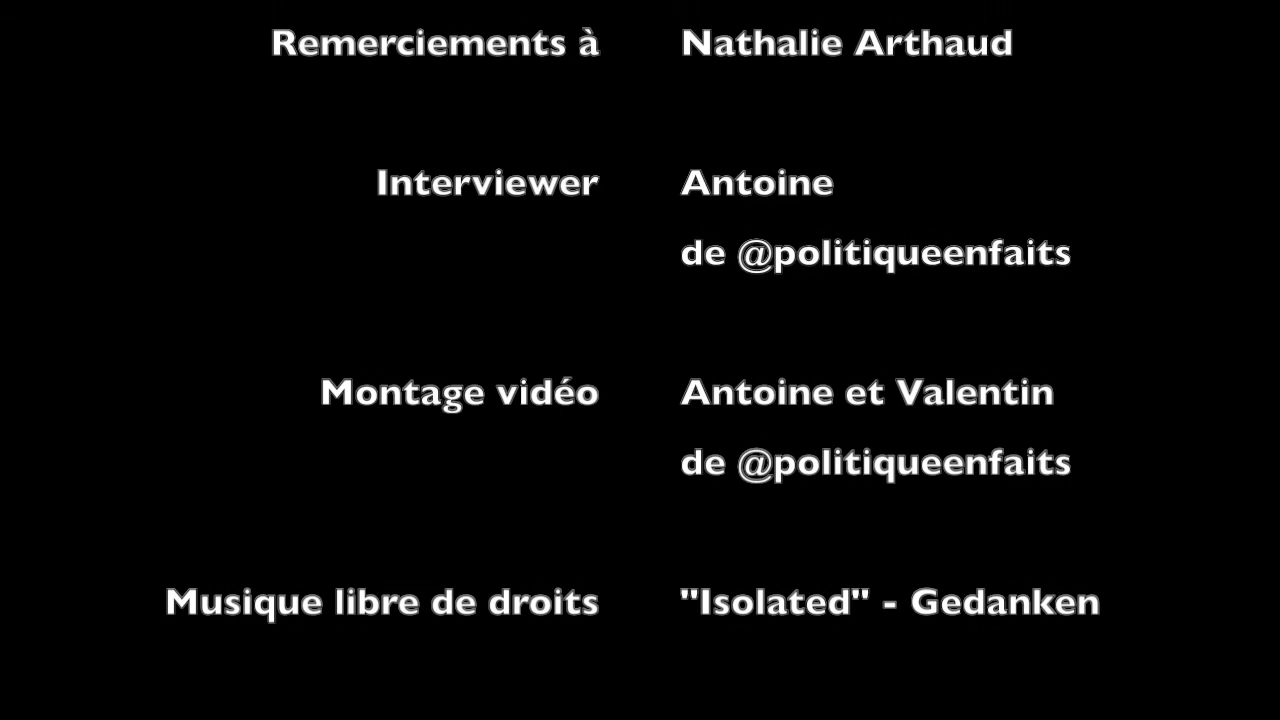 Remerciements à Nathalie Arthaud
Interviewer Antoine
de @politiqueenfaits
Montage vidéo Antoine et Valentin
de @politiqueenfaits
Musique libre de droits "Isolated" - Gedanken